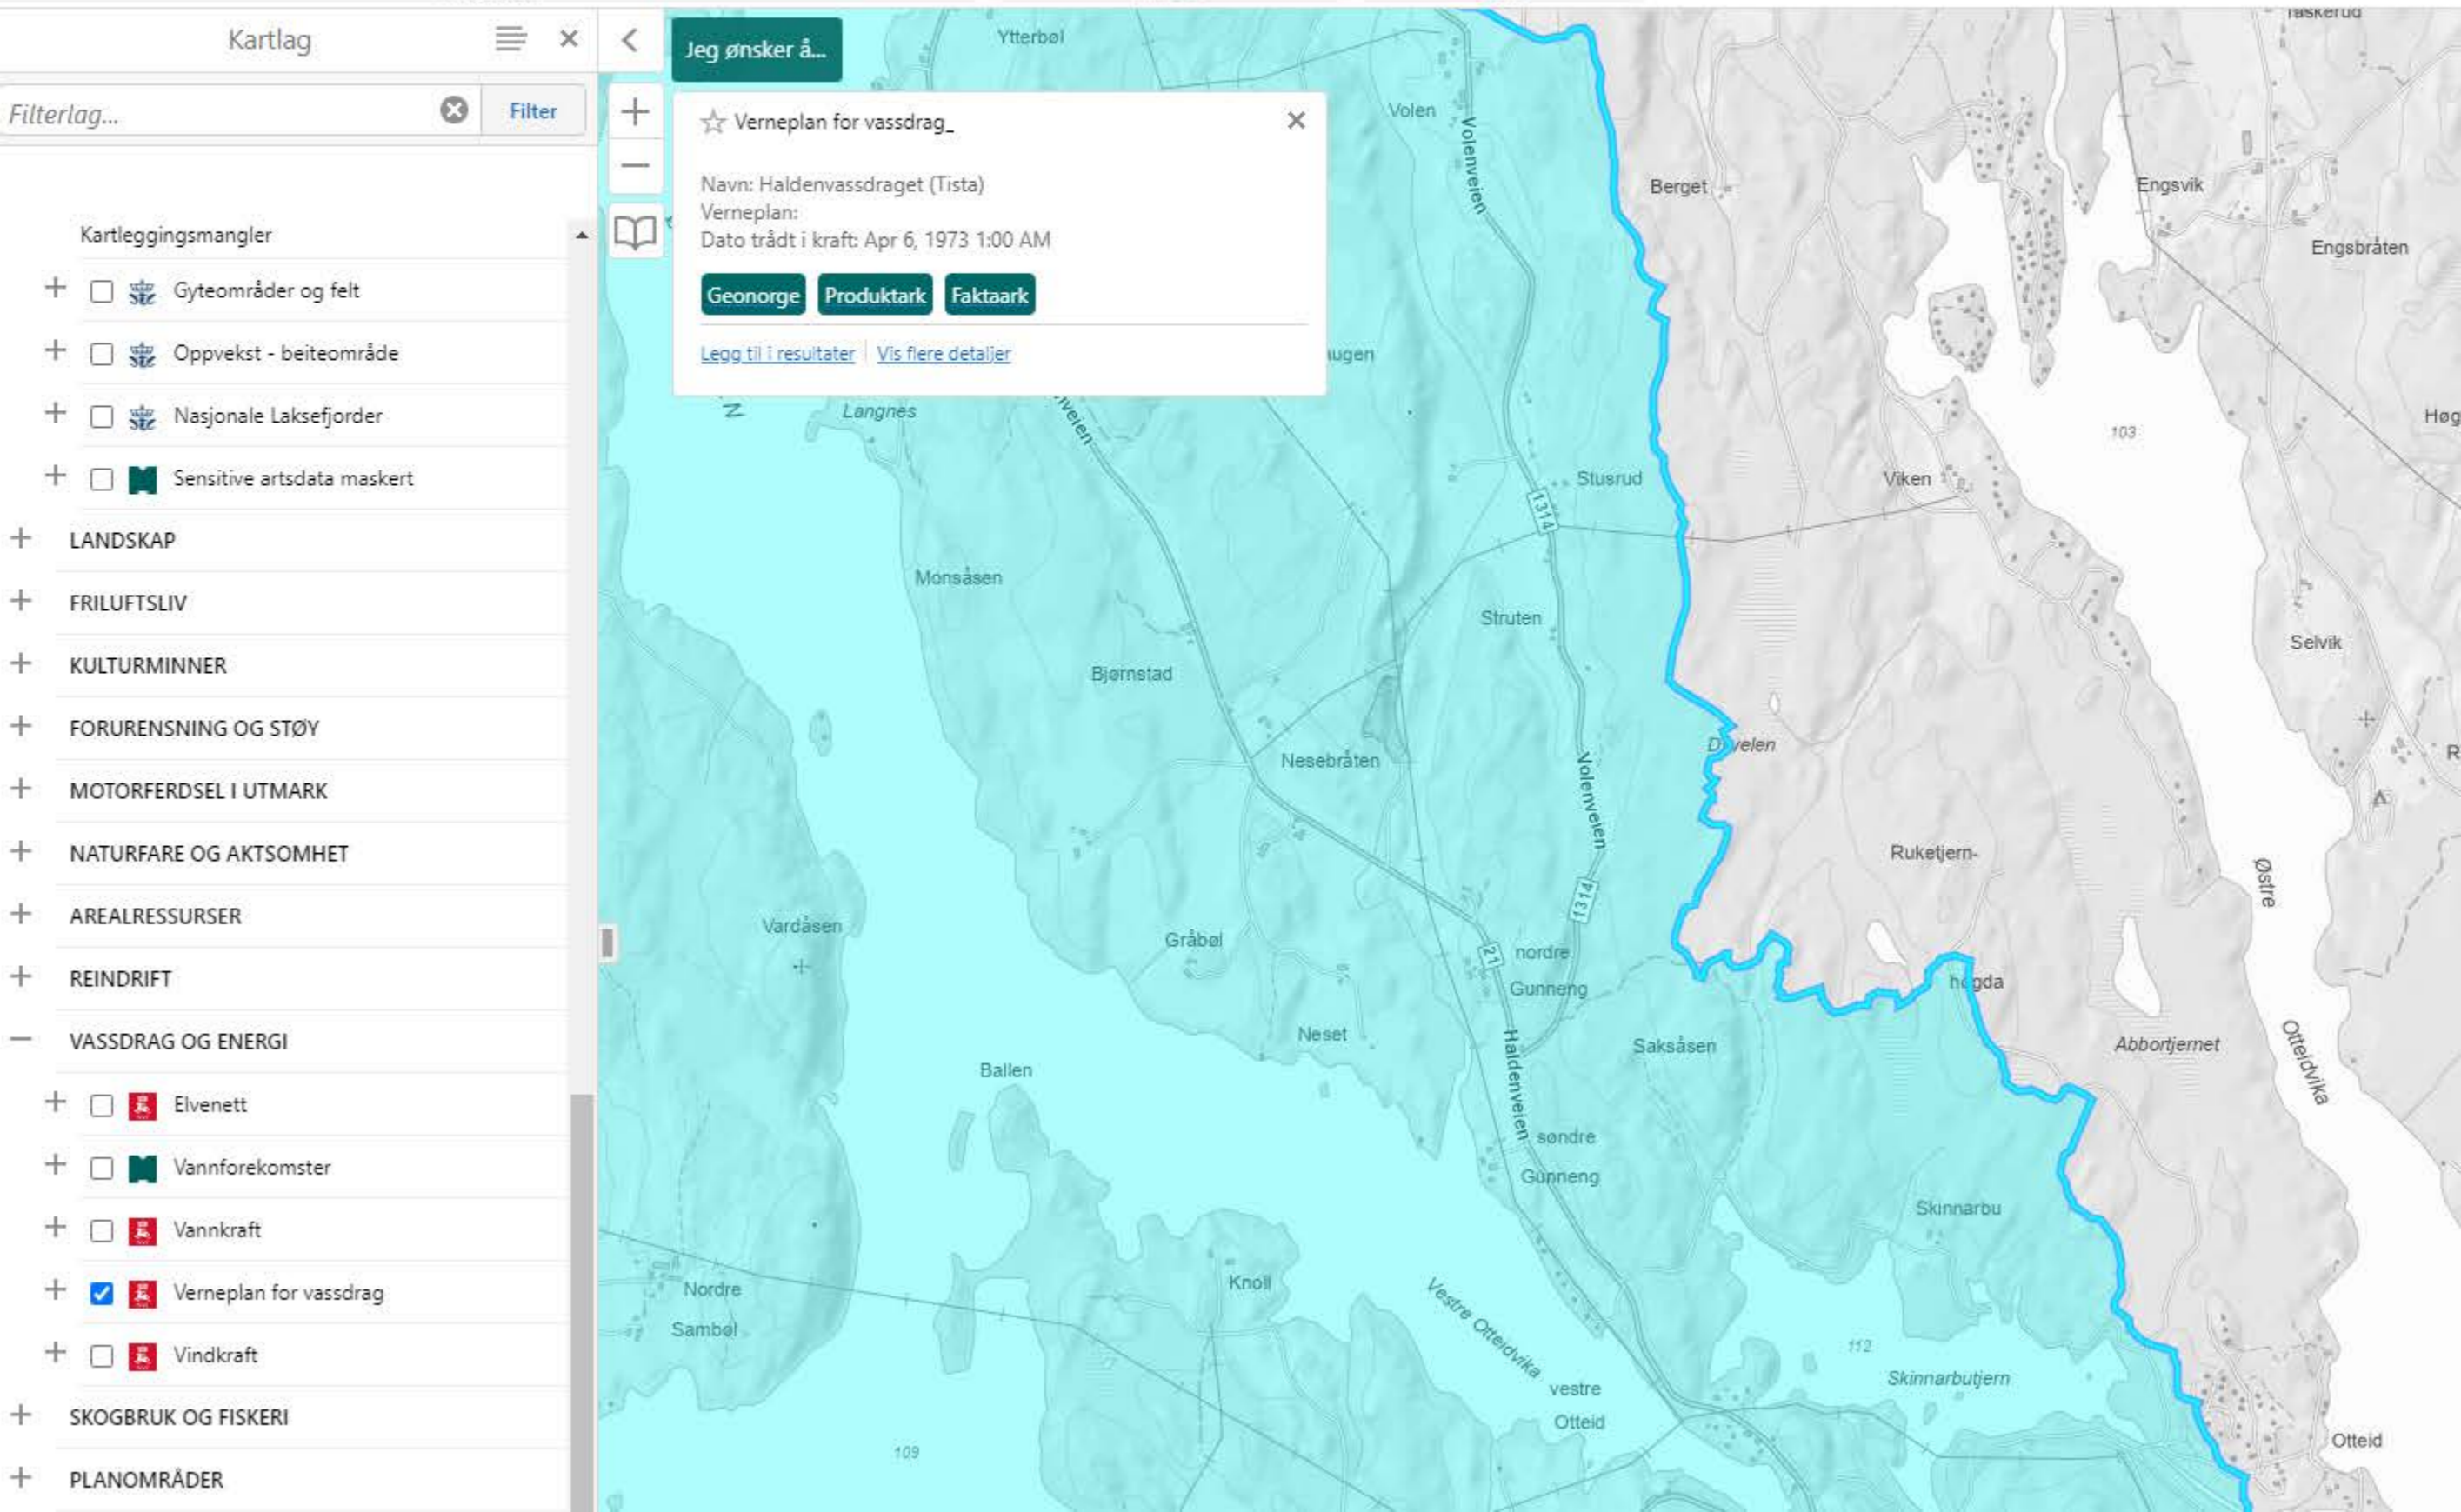 Kartlag
Jeg ønsker å...
Filterlag...
Filter
Kartleggingsmangler
Gyteområder og felt
Oppvekst - beiteområde
Nasjonale Laksefjorder
Sensitive artsdata maskert
LANDSKAP
FRILUFTSLIV
KULTURMINNER
FORURENSNING OG STØY
MOTORFERDSEL I UTMARK
NATURFARE OG AKTSOMHET
AREALRESSURSER
REINDRIFT
VASSDRAG OG ENERGI
Elvenett
Vannforekomster
Vannkraft
Verneplan for vassdrag
Vindkraft
SKOGBRUK OG FISKERI
PLANOMRÅDER
Verneplan for vassdrag_
Navn: Haldenvassdraget (Tista)
Verneplan:
Dato trådt i kraft: Apr 6, 1973 1:00 AM
Geonorge Produktark Faktaark
Legg til i resultater Vis flere detaljer
Ytterbøl
Volen
Volenveien
Berget
Engsvik
Engsbråten
103
Langnes
Stusrud
Viken
1314
Monsåsen
Struten
Selvik
Bjørnstad
Nesebråten
Volenveien
Ruketjern-
høgda
Østre
Otteidvika
1314
Vardåsen
Gråbøl
21
nordre
Gunneng
Neset
Haldenveien
Saksåsen
Abbortjernet
Ballen
søndre
Gunneng
Skinnarbu
Nordre
Sambøl
Knoll
Vestre Otteidvika
112
Skinnarbutjern
vestre
Otteid
109
Otteid